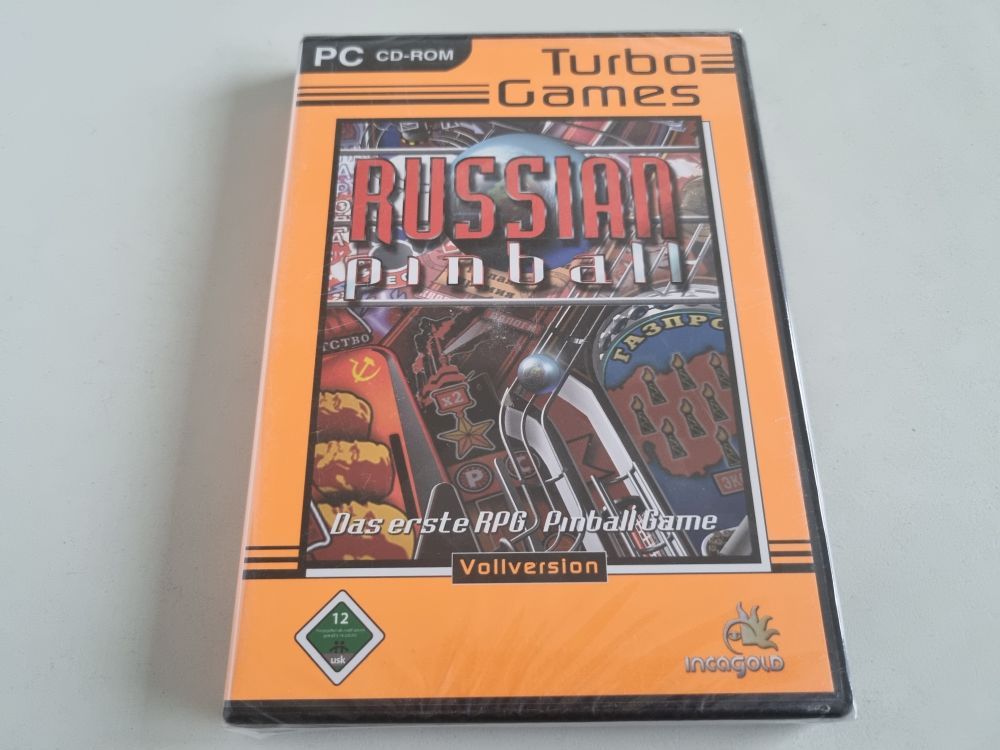 PC CD-ROM
Turbo
Games
RUSSIAN
pinball
ГАЗПРО
x2
Р С
Das erste RPG Pinball Game
Vollversion
12
usk
incagold